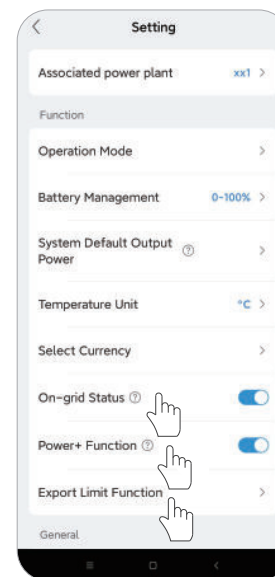 Setting
Associated power plant xx1
Function
Operation Mode
Battery Management 0-100%
System Default Output
Power
Temperature Unit °C
Select Currency
On-grid Status
Power+ Function
Export Limit Function
General